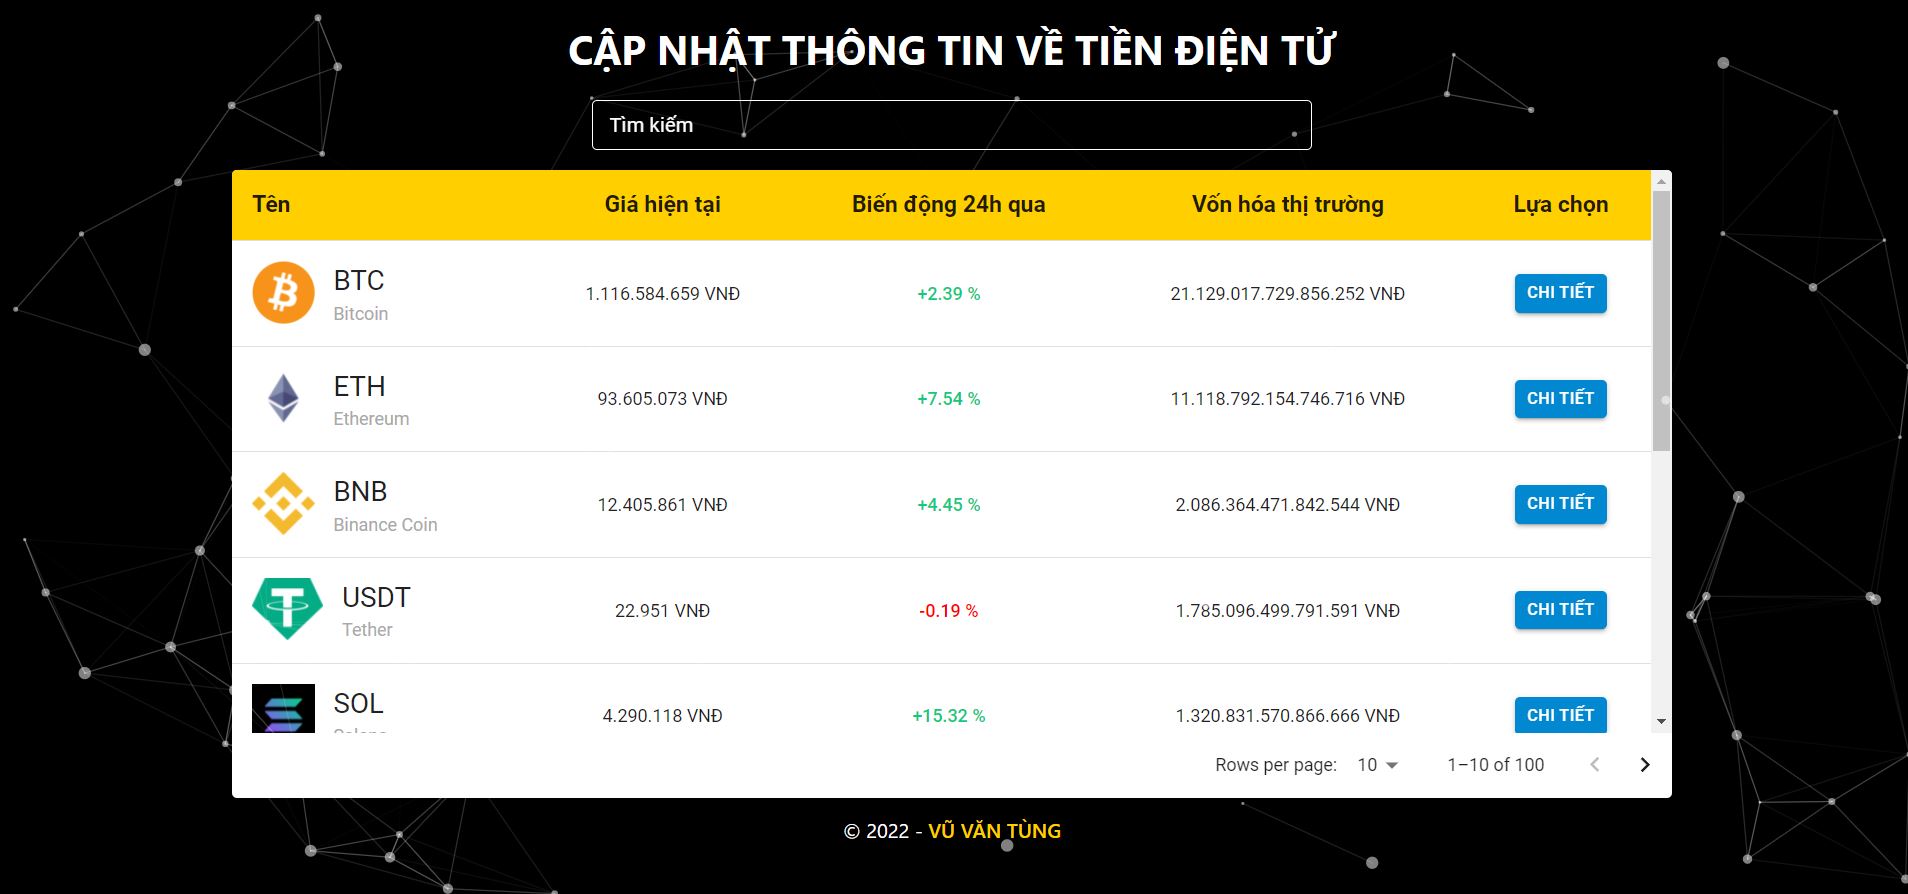 CẬP NHẬT THÔNG TIN VỀ TIỀN ĐIỆN TỬ
Tìm kiếm
Tên Giá hiện tại Biến động 24h qua Vốn hóa thị trường Lựa chọn
BTC
Bitcoin
1.116.584.659 VNĐ +2.39 % 21.129.017.729.856.252 VNĐ CHI TIẾT
ETH
Ethereum
93.605.073 VNĐ +7.54 % 11.118.792.154.746.716 VNĐ CHI TIẾT
BNB
Binance Coin
12.405.861 VNĐ +4.45 % 2.086.364.471.842.544 VNĐ CHI TIẾT
USDT
Tether
22.951 VNĐ -0.19 % 1.785.096.499.791.591 VNĐ CHI TIẾT
SOL
4.290.118 VNĐ +15.32 % 1.320.831.570.866.666 VNĐ CHI TIẾT
Rows per page: 10 1–10 of 100
© 2022 - VŨ VĂN TÙNG